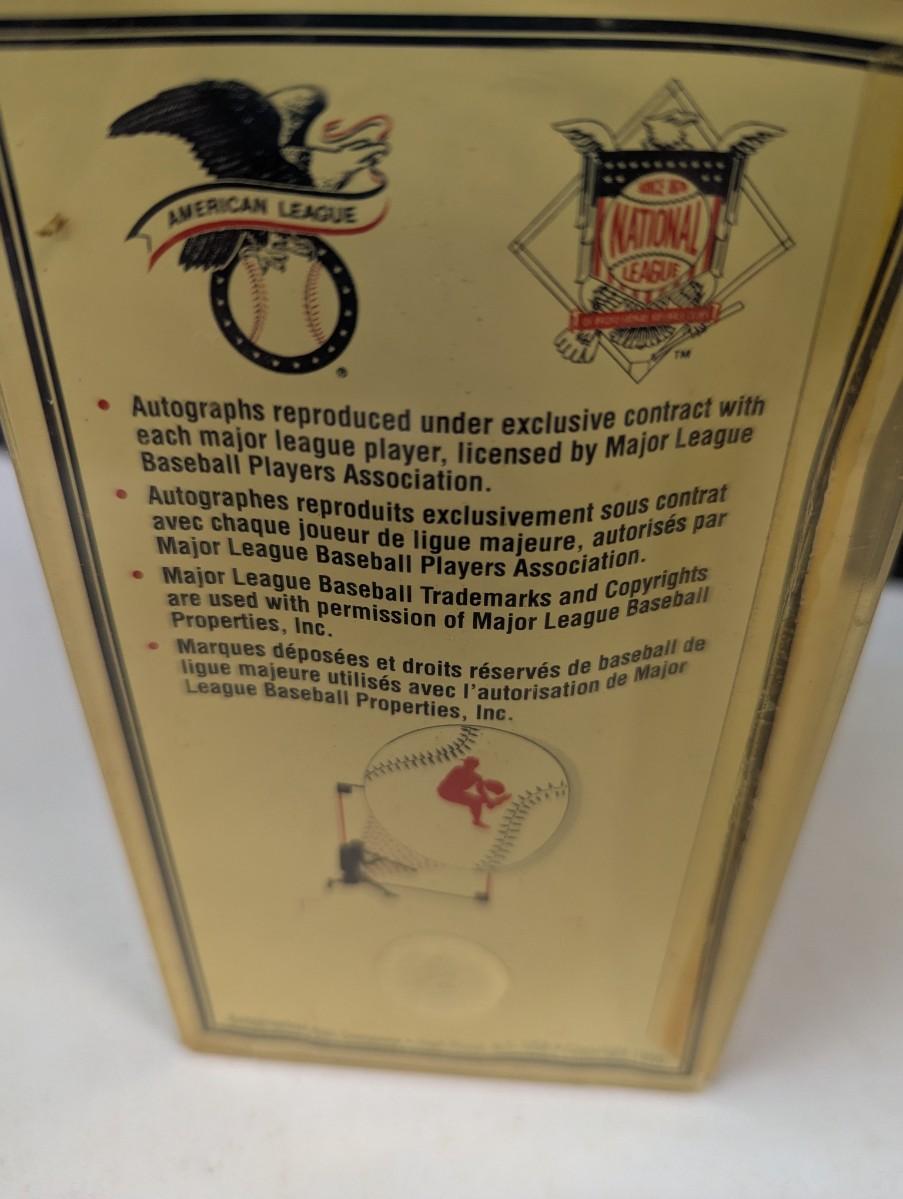 AMERICAN LEAGUE
®
SINCE 1876
NATIONAL
LEAGUE
TM
• Autographs reproduced under exclusive contract with
each major league player, licensed by Major League
Baseball Players Association.
• Autographes reproduits exclusivement sous contrat
avec chaque joueur de ligue majeure, autorisés par
Major League Baseball Players Association.
• Major League Baseball Trademarks and Copyrights
are used with permission of Major League Baseball
Properties, Inc.
• Marques déposées et droits réservés de baseball de
ligue majeure utilisés avec l'autorisation de Major
League Baseball Properties, Inc.